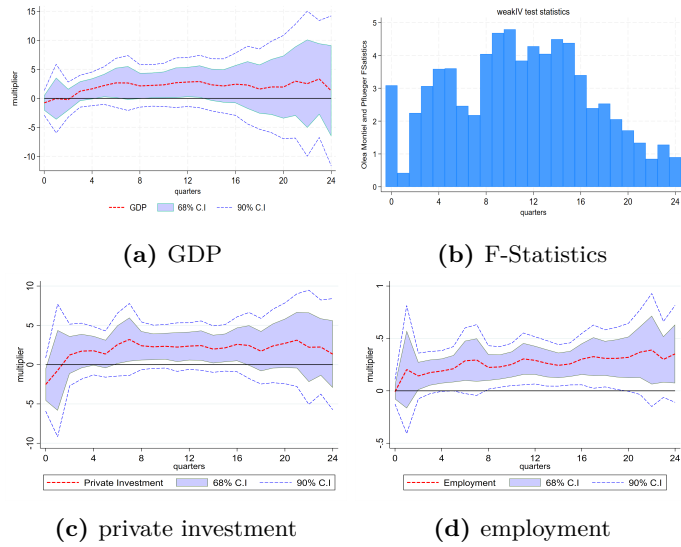 15
10
5
0
-5
-10
multiplier
0 4 8 12 16 20 24
quarters
GDP 68% C.I 90% C.I
(a) GDP
weakIV test statistics
5
4
3
2
1
0
Olea Montiel and Pflueger FStatistics
0 4 8 12 16 20 24
quarters
(b) F-Statistics
10
5
0
-5
-10
multiplier
0 4 8 12 16 20 24
quarters
Private Investment 68% C.I 90% C.I
(c) private investment
1
.5
0
-.5
multiplier
0 4 8 12 16 20 24
quarters
Employment 68% C.I 90% C.I
(d) employment